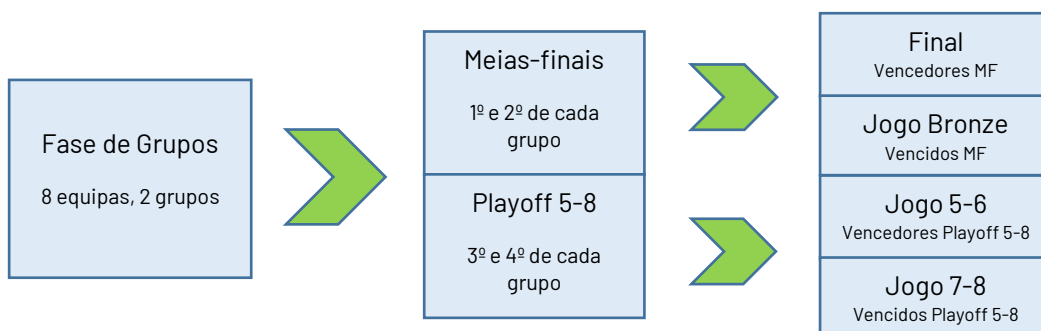 Fase de Grupos
8 equipas, 2 grupos
Meias-finais
1º e 2º de cada
grupo
Playoff 5-8
3º e 4º de cada
grupo
Final
Vencedores MF
Jogo Bronze
Vencidos MF
Jogo 5-6
Vencedores Playoff 5-8
Jogo 7-8
Vencidos Playoff 5-8